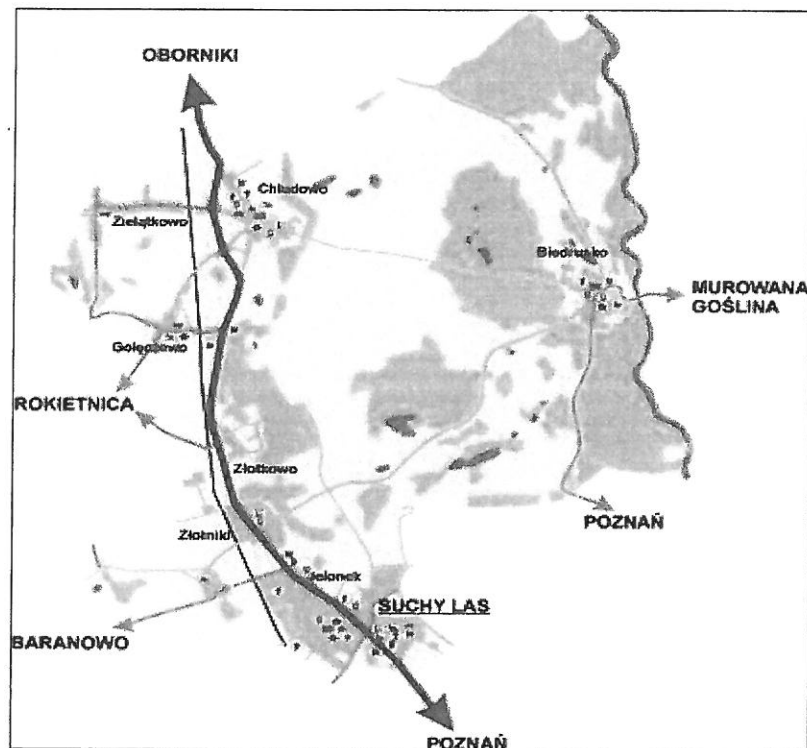 OBORNIKI
Chludowo
Zielątkowo
Biedrusko
MUROWANA
GOŚLINA
Golęczewo
ROKIETNICA
Złotkowo
POZNAŃ
Złotniki
Jelonek
SUCHY LAS
BARANOWO
POZNAŃ